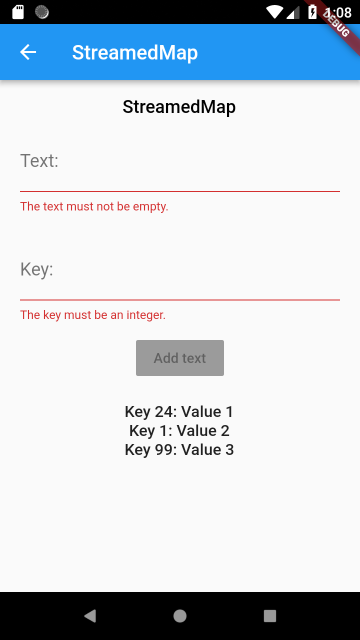 1:08
DEBUG
StreamedMap
StreamedMap
Text:
The text must not be empty.
Key:
The key must be an integer.
Add text
Key 24: Value 1
Key 1: Value 2
Key 99: Value 3